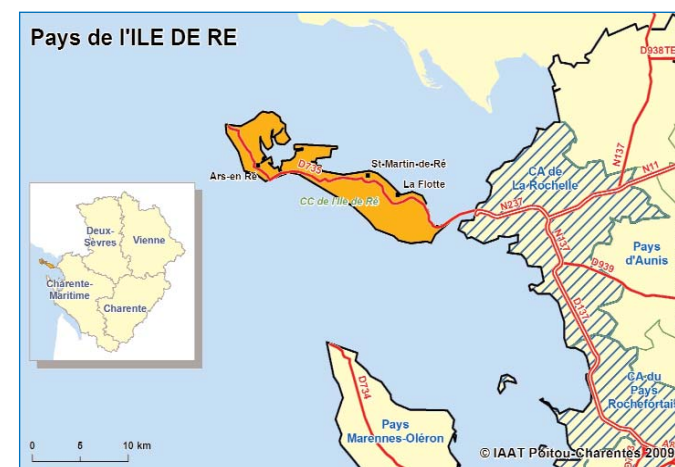 Pays de l'ILE DE RE
D938TE
N137
N11
CA de
La Rochelle
St-Martin-de-Ré
D735
Ars-en Ré
La Flotte
CC de l'Ile de Ré
N237
N137
Pays
d'Aunis
D939
D137
Deux-
Sèvres
Vienne
Charente-
Maritime
Charente
CA du
Pays
Rochefortais
D734
Pays
Marennes-Oléron
0 5 10 km
© IAAT Poitou-Charentes 2009